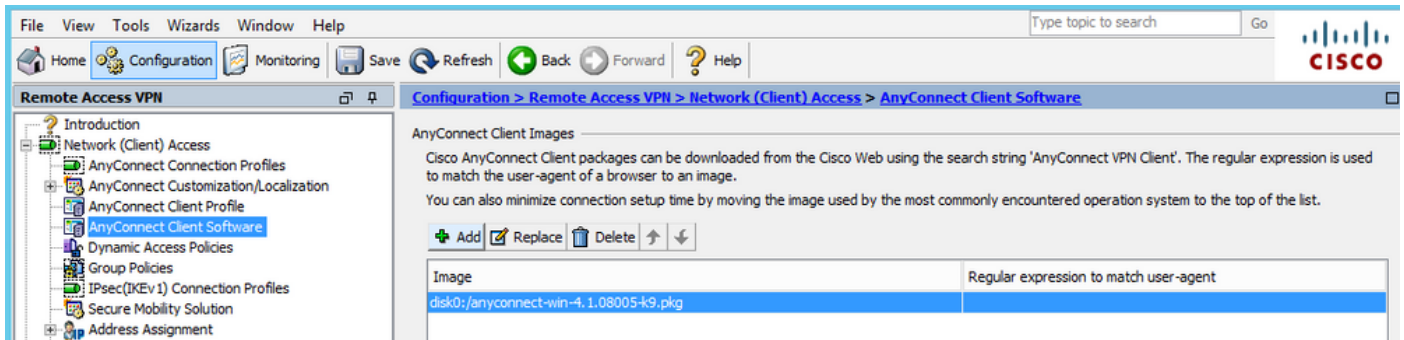 File View Tools Wizards Window Help
Type topic to search Go
Home Configuration Monitoring Save Refresh Back Forward Help
CISCO
Remote Access VPN
Configuration > Remote Access VPN > Network (Client) Access > AnyConnect Client Software
Introduction
Network (Client) Access
AnyConnect Connection Profiles
AnyConnect Customization/Localization
AnyConnect Client Profile
AnyConnect Client Software
Dynamic Access Policies
Group Policies
IPsec(IKEv1) Connection Profiles
Secure Mobility Solution
Address Assignment
AnyConnect Client Images
Cisco AnyConnect Client packages can be downloaded from the Cisco Web using the search string 'AnyConnect VPN Client'. The regular expression is used
to match the user-agent of a browser to an image.
You can also minimize connection setup time by moving the image used by the most commonly encountered operation system to the top of the list.
Add Replace Delete
Image Regular expression to match user-agent
disk0:/anyconnect-win-4.1.08005-k9.pkg